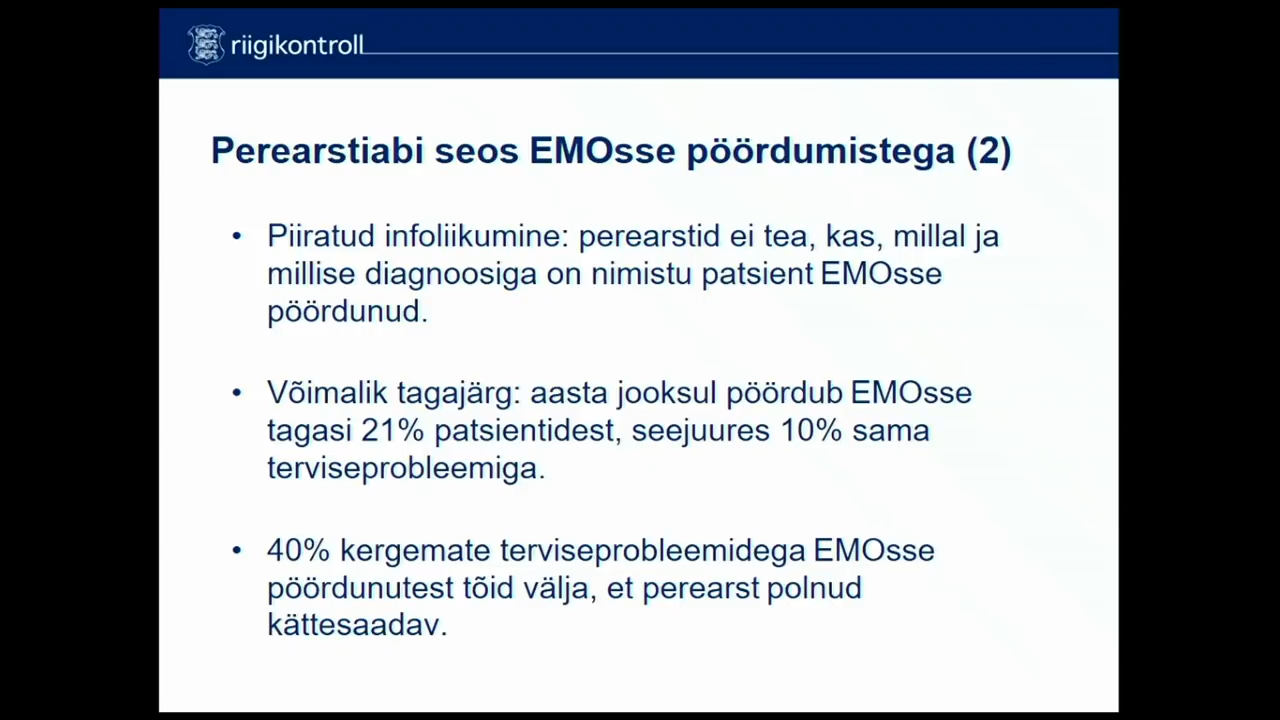 riigikontroll
Perearstiabi seos EMOsse pöördumistega (2)
• Piiratud infoliikumine: perearstid ei tea, kas, millal ja
millise diagnoosiga on nimistu patsient EMOsse
pöördunud.
• Võimalik tagajärg: aasta jooksul pöördub EMOsse
tagasi 21% patsientidest, seejuures 10% sama
terviseprobleemiga.
• 40% kergemate terviseprobleemidega EMOsse
pöördunutest tõid välja, et perearst polnud
kättesaadav.